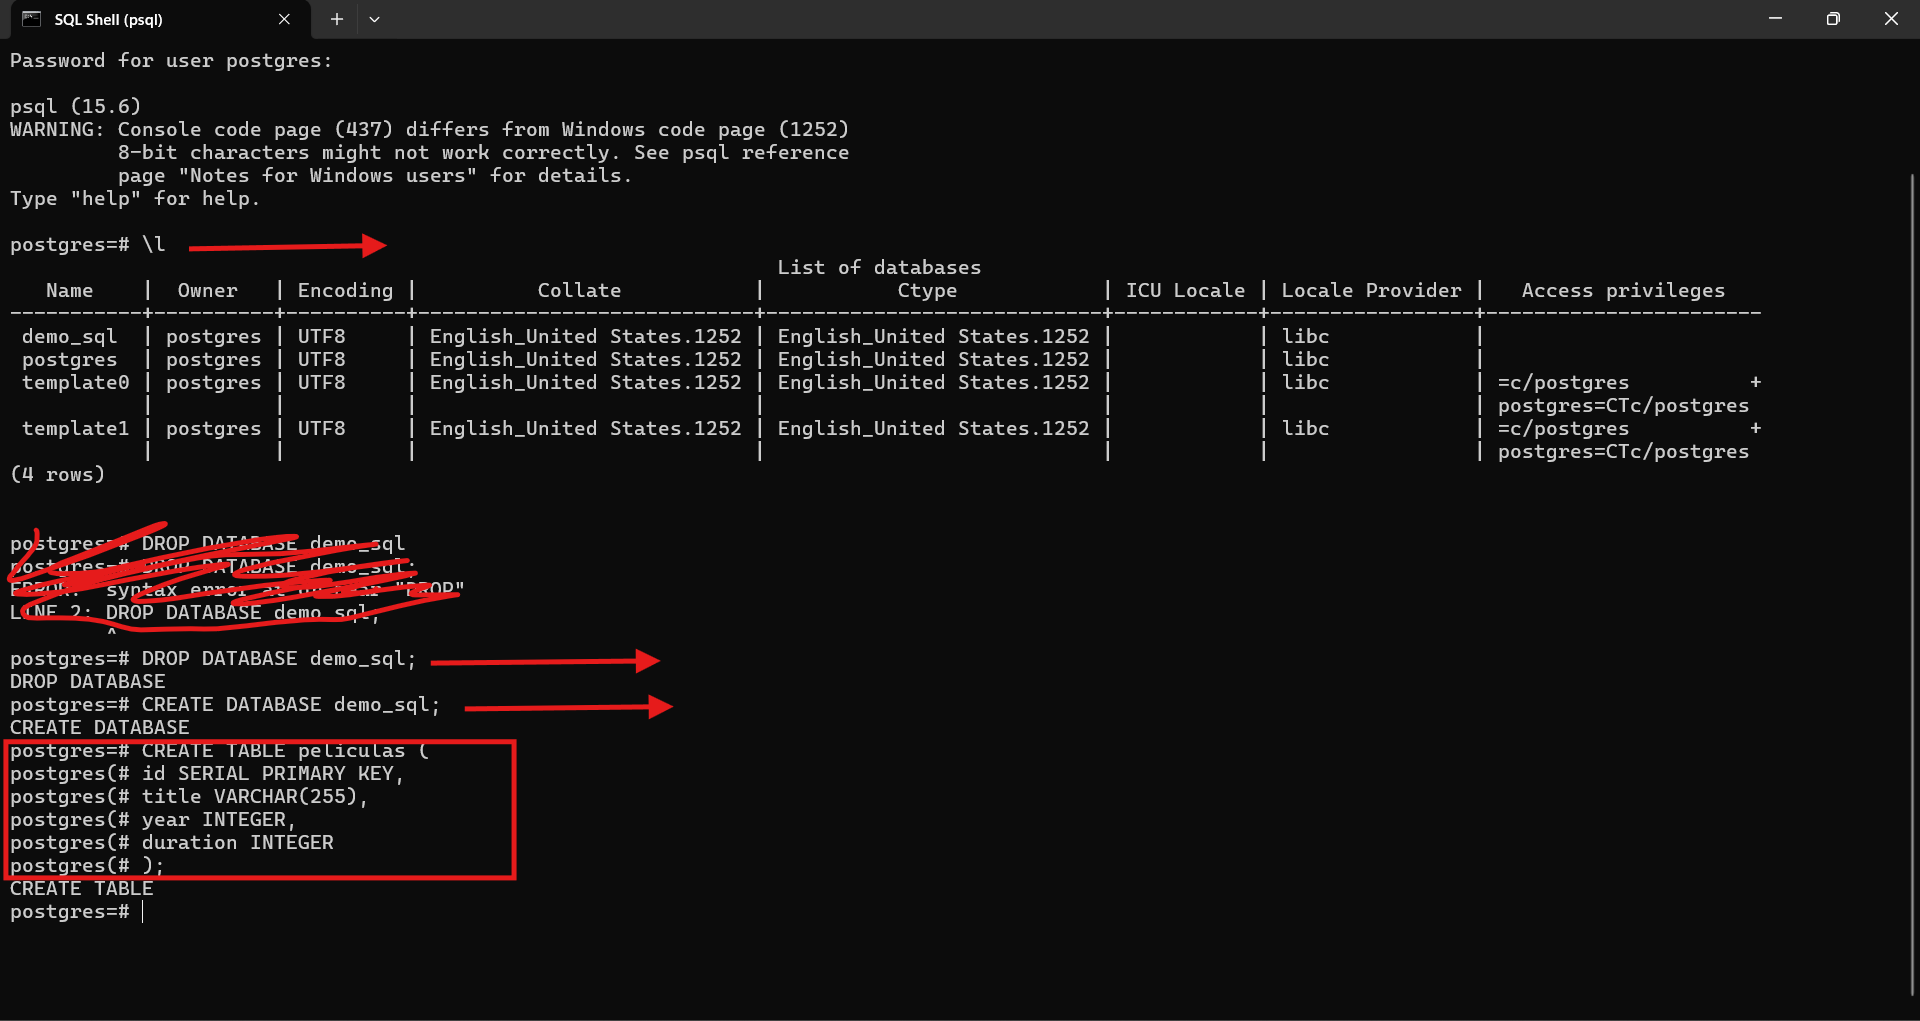 SQL Shell (psql)
Password for user postgres:
psql (15.6)
WARNING: Console code page (437) differs from Windows code page (1252)
8-bit characters might not work correctly. See psql reference
page "Notes for Windows users" for details.
Type "help" for help.
postgres=# \l
List of databases
Name | Owner | Encoding | Collate | Ctype | ICU Locale | Locale Provider | Access privileges
-----------+----------+----------+----------------------------+----------------------------+------------+-----------------+-----------------------
demo_sql | postgres | UTF8 | English_United States.1252 | English_United States.1252 | | libc |
postgres | postgres | UTF8 | English_United States.1252 | English_United States.1252 | | libc |
template0 | postgres | UTF8 | English_United States.1252 | English_United States.1252 | | libc | =c/postgres +
| | | | | | | postgres=CTc/postgres
template1 | postgres | UTF8 | English_United States.1252 | English_United States.1252 | | libc | =c/postgres +
| | | | | | | postgres=CTc/postgres
(4 rows)
postgres=# DROP DATABASE demo_sql
postgres-# DROP DATABASE demo_sql;
ERROR: syntax error at or near "DROP"
LINE 2: DROP DATABASE demo_sql;
^
postgres=# DROP DATABASE demo_sql;
DROP DATABASE
postgres=# CREATE DATABASE demo_sql;
CREATE DATABASE
postgres=# CREATE TABLE peliculas (
postgres(# id SERIAL PRIMARY KEY,
postgres(# title VARCHAR(255),
postgres(# year INTEGER,
postgres(# duration INTEGER
postgres(# );
CREATE TABLE
postgres=#